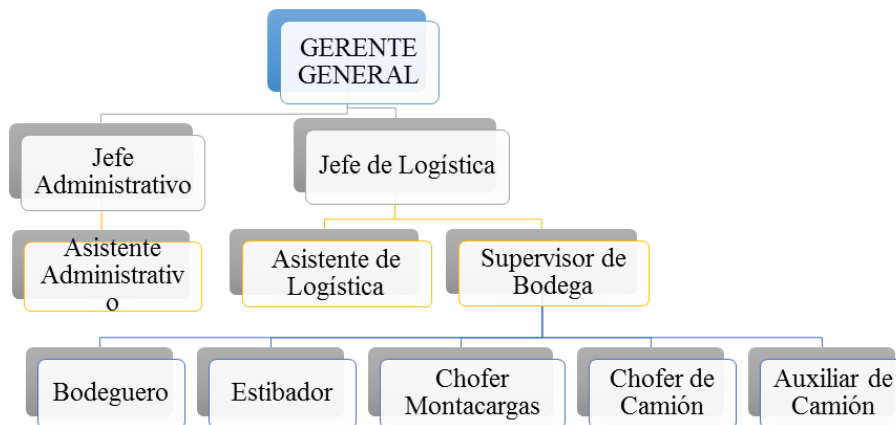 GERENTE
GENERAL
Jefe
Administrativo
Jefe de Logística
Asistente
Administrativ
o
Asistente de
Logística
Supervisor de
Bodega
Bodeguero
Estibador
Chofer
Montacargas
Chofer de
Camión
Auxiliar de
Camión